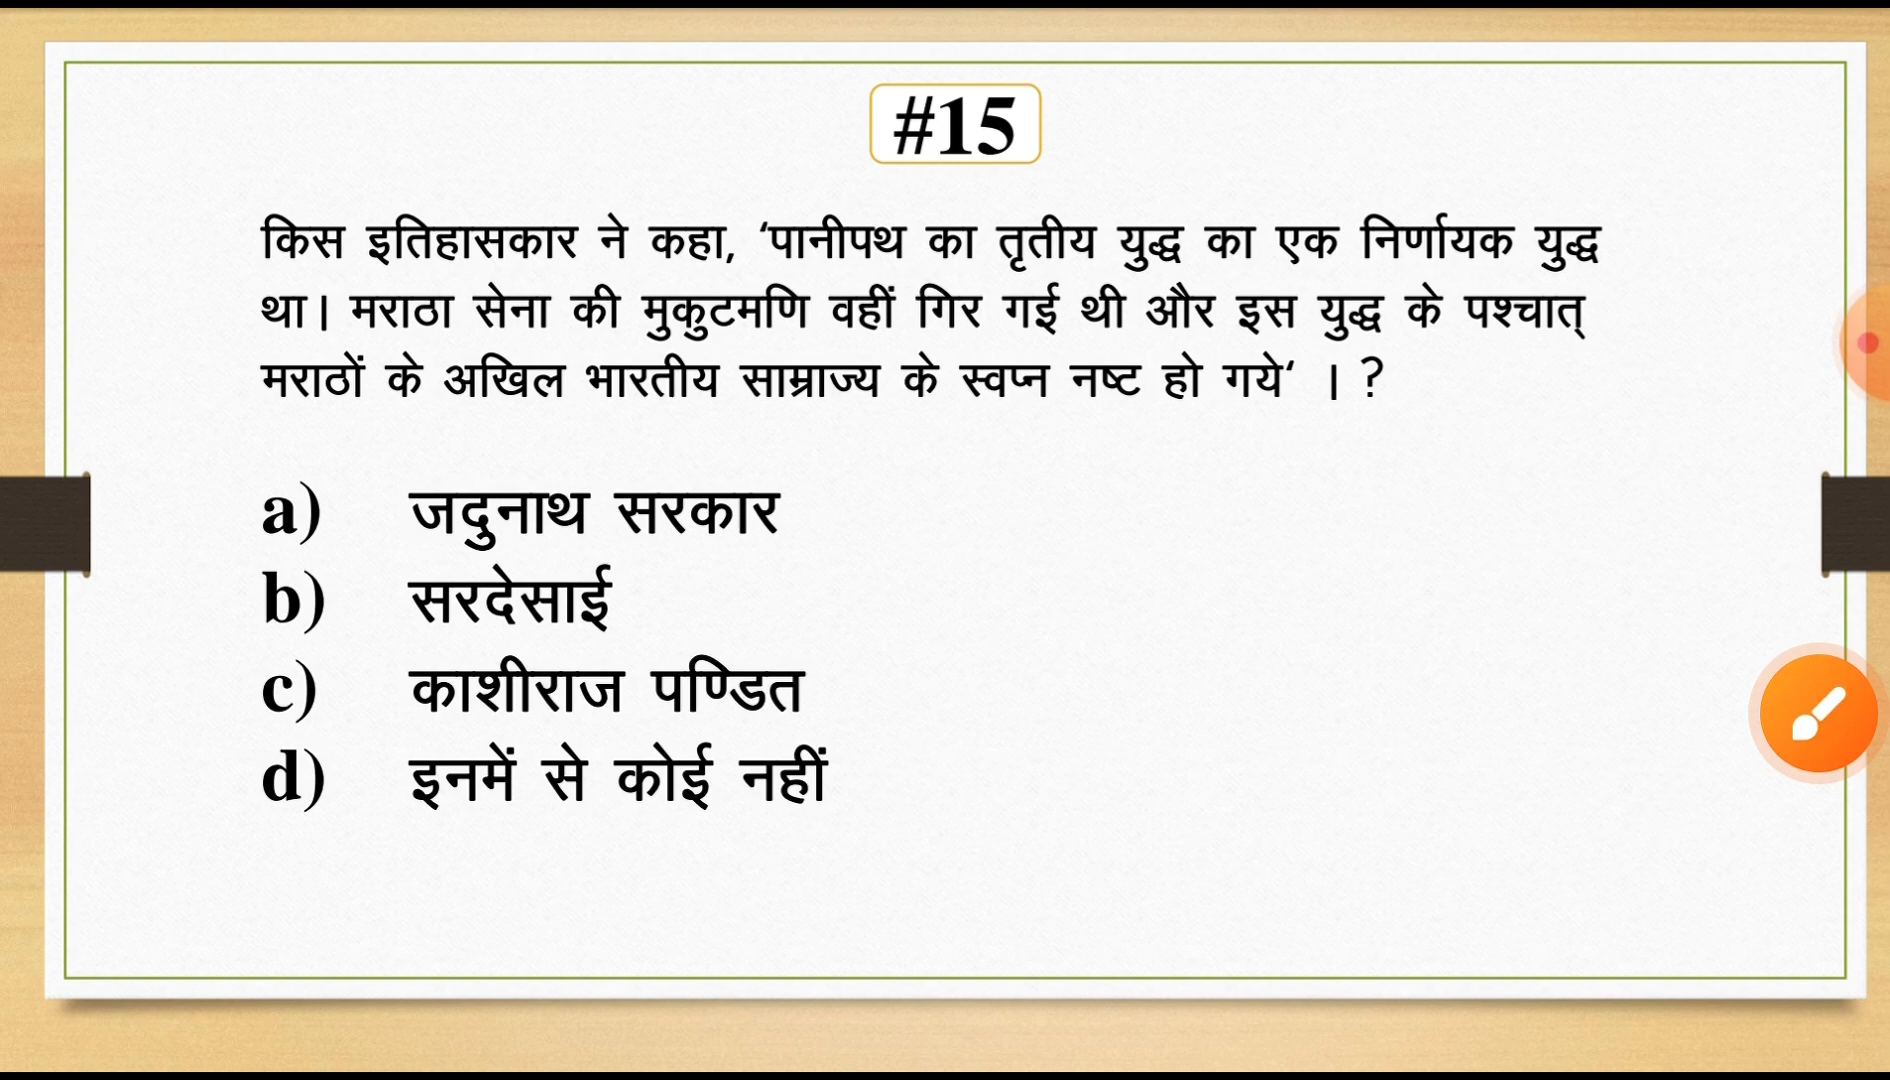 #15
किस इतिहासकार ने कहा, ‘पानीपथ का तृतीय युद्ध का एक निर्णायक युद्ध
था। मराठा सेना की मुकुटमणि वहीं गिर गई थी और इस युद्ध के पश्चात्
मराठों के अखिल भारतीय साम्राज्य के स्वप्न नष्ट हो गये‘ । ?
a) जदुनाथ सरकार
b) सरदेसाई
c) काशीराज पण्डित
d) इनमें से कोई नहीं